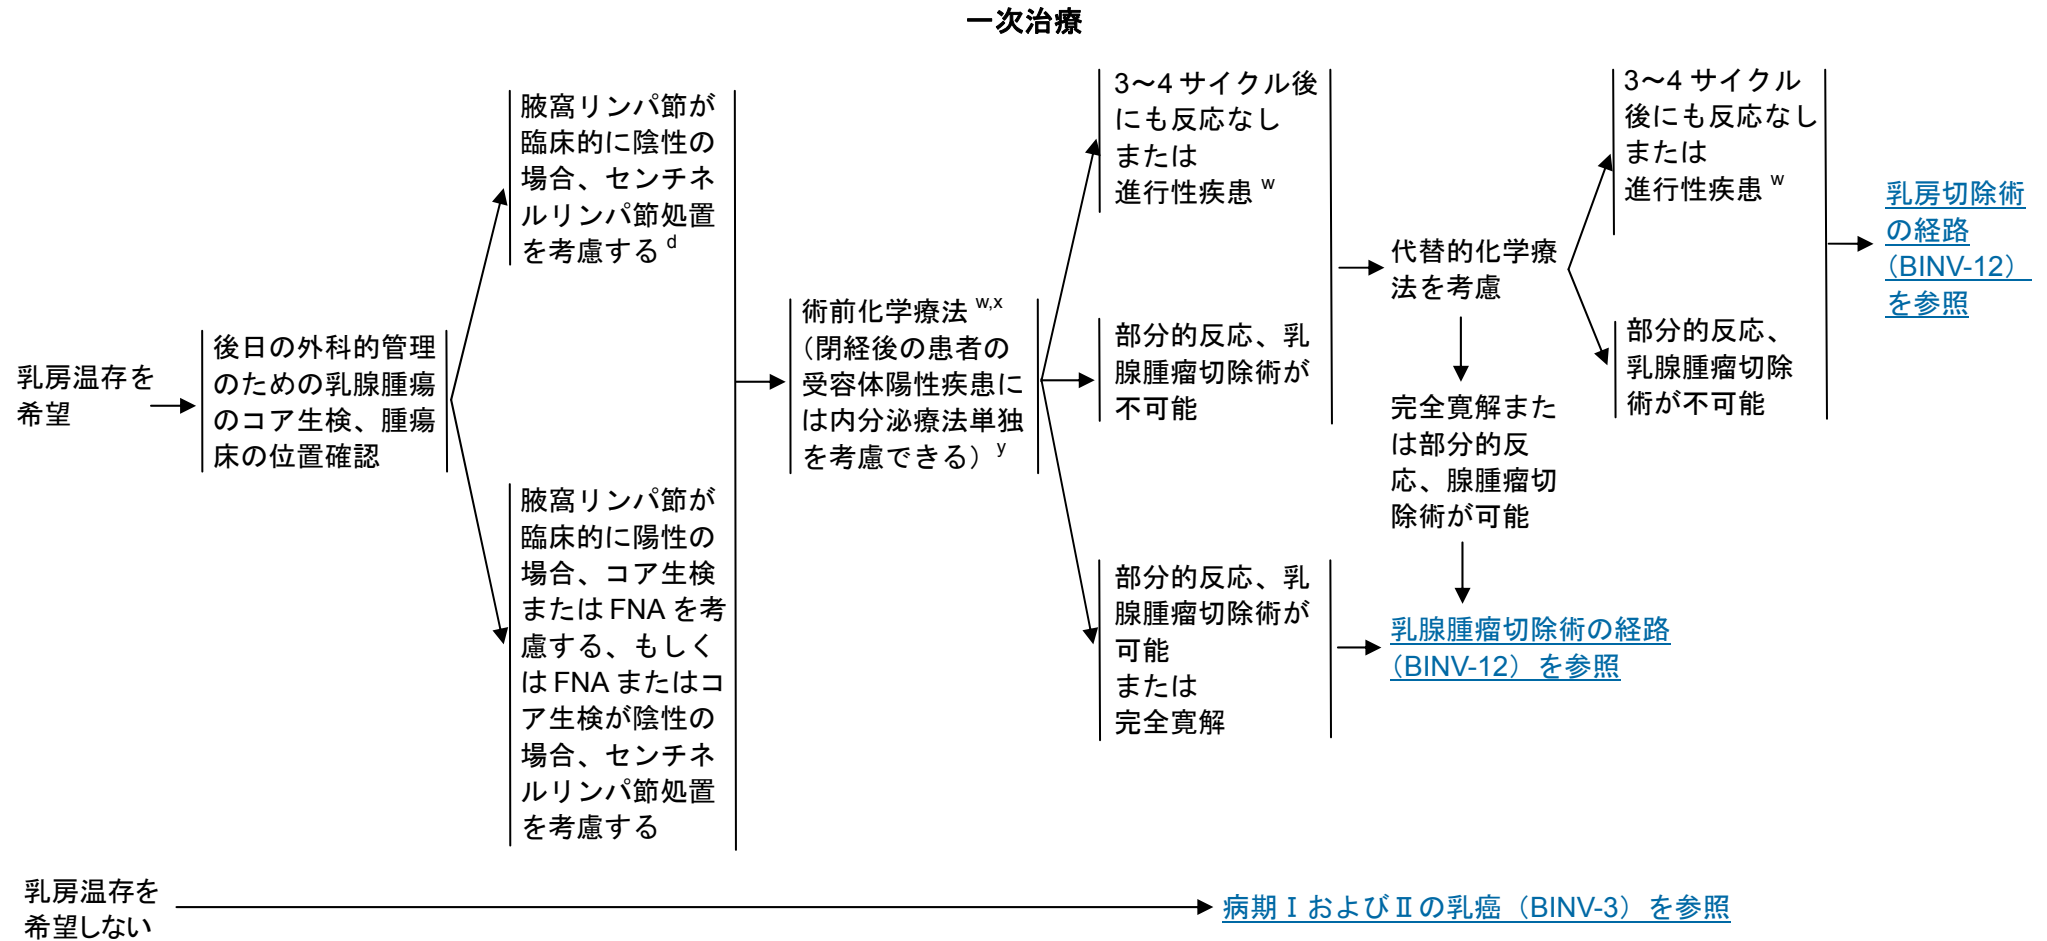 一次治療
乳房温存を
希望
後日の外科的管理
のための乳腺腫瘍
のコア生検、腫瘍
床の位置確認
腋窩リンパ節が
臨床的に陰性の
場合、センチネ
ルリンパ節処置
を考慮する d
腋窩リンパ節が
臨床的に陽性の
場合、コア生検
または FNA を考
慮する、もしく
は FNA またはコ
ア生検が陰性の
場合、センチネ
ルリンパ節処置
を考慮する
術前化学療法 w,x
（閉経後の患者の
受容体陽性疾患に
は内分泌療法単独
を考慮できる）y
3～4 サイクル後
にも反応なし
または
進行性疾患 w
部分的反応、乳
腺腫瘤切除術が
不可能
部分的反応、乳
腺腫瘤切除術が
可能
または
完全寛解
代替的化学療
法を考慮
完全寛解また
は部分的反
応、腺腫瘤切
除術が可能
乳腺腫瘤切除術の経路
（BINV-12）を参照
3～4 サイクル
後にも反応なし
または
進行性疾患 w
部分的反応、
乳腺腫瘤切除
術が不可能
乳房切除術
の経路
（BINV-12）
を参照
乳房温存を
希望しない
病期Ⅰおよび Ⅱの乳癌（BINV-3）を参照